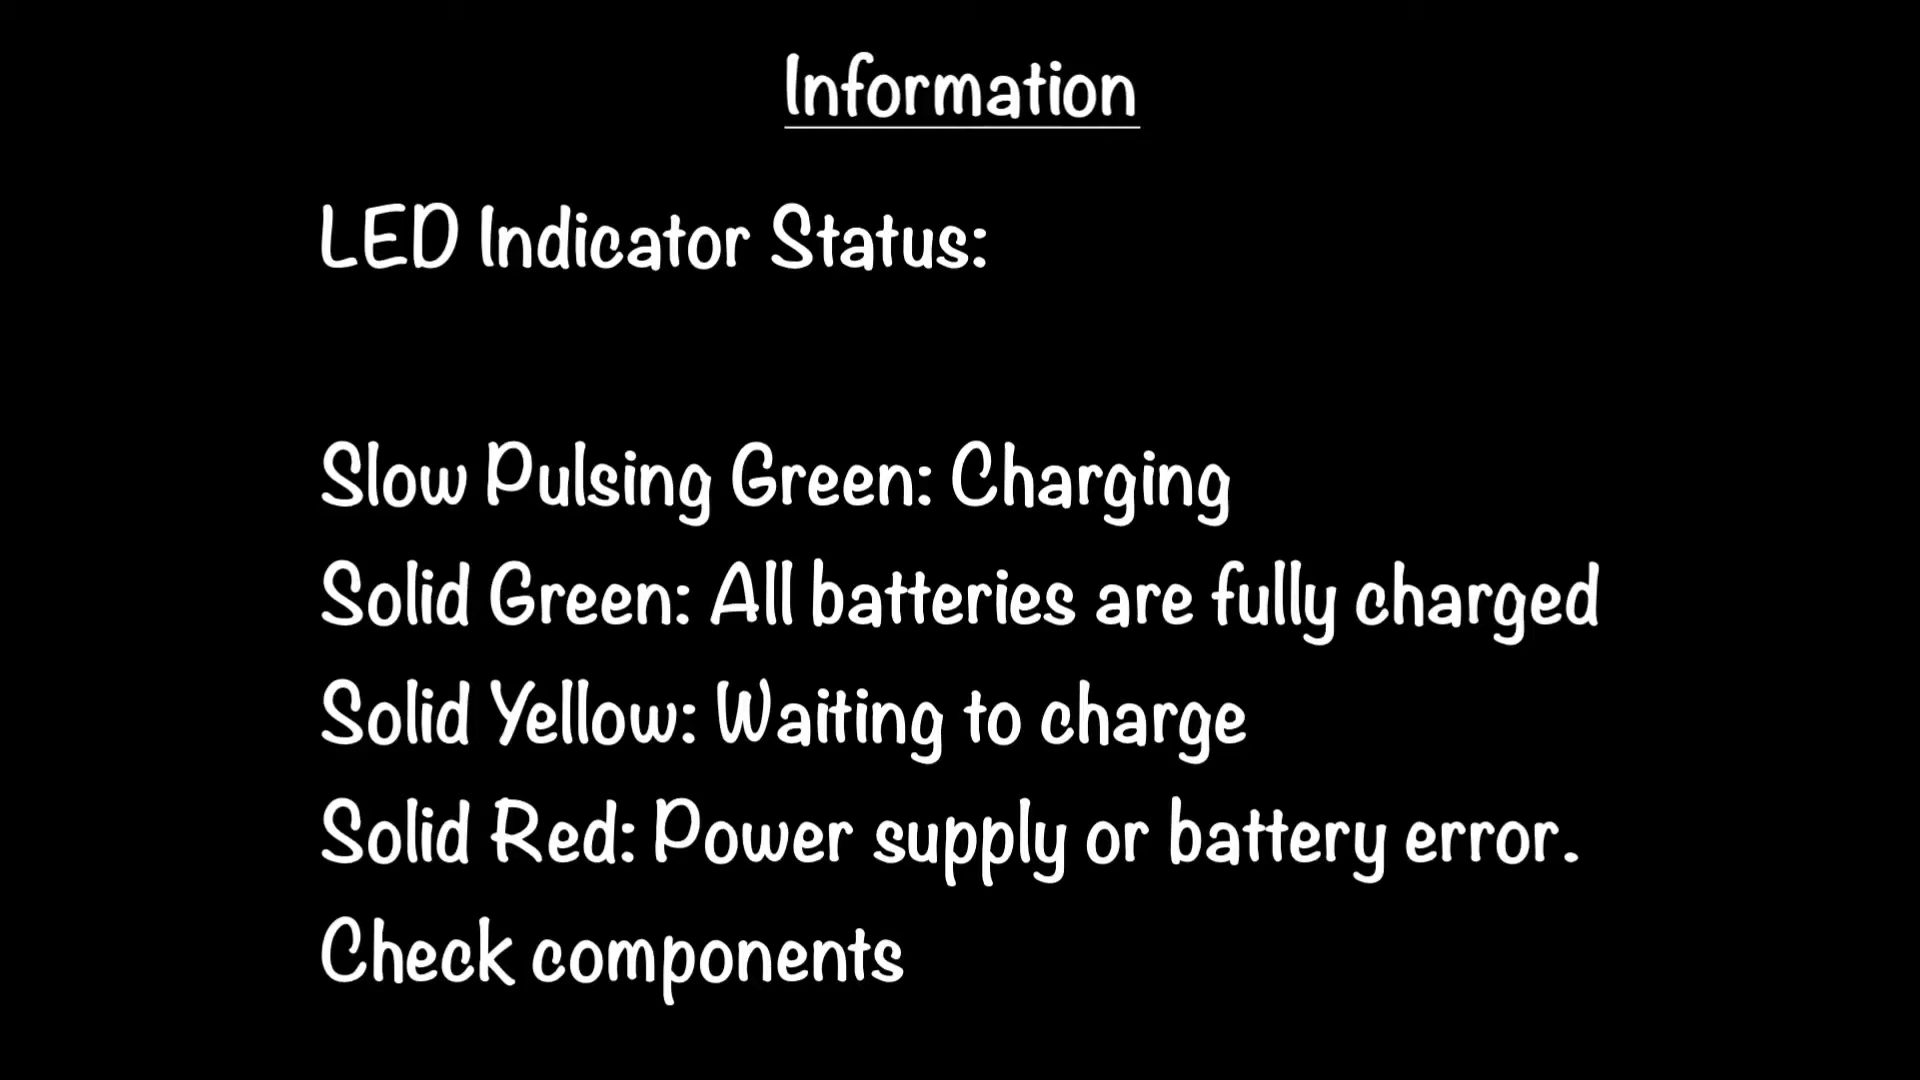 Information
LED Indicator Status:
Slow Pulsing Green: Charging
Solid Green: All batteries are fully charged
Solid Yellow: Waiting to charge
Solid Red: Power supply or battery error.
Check components